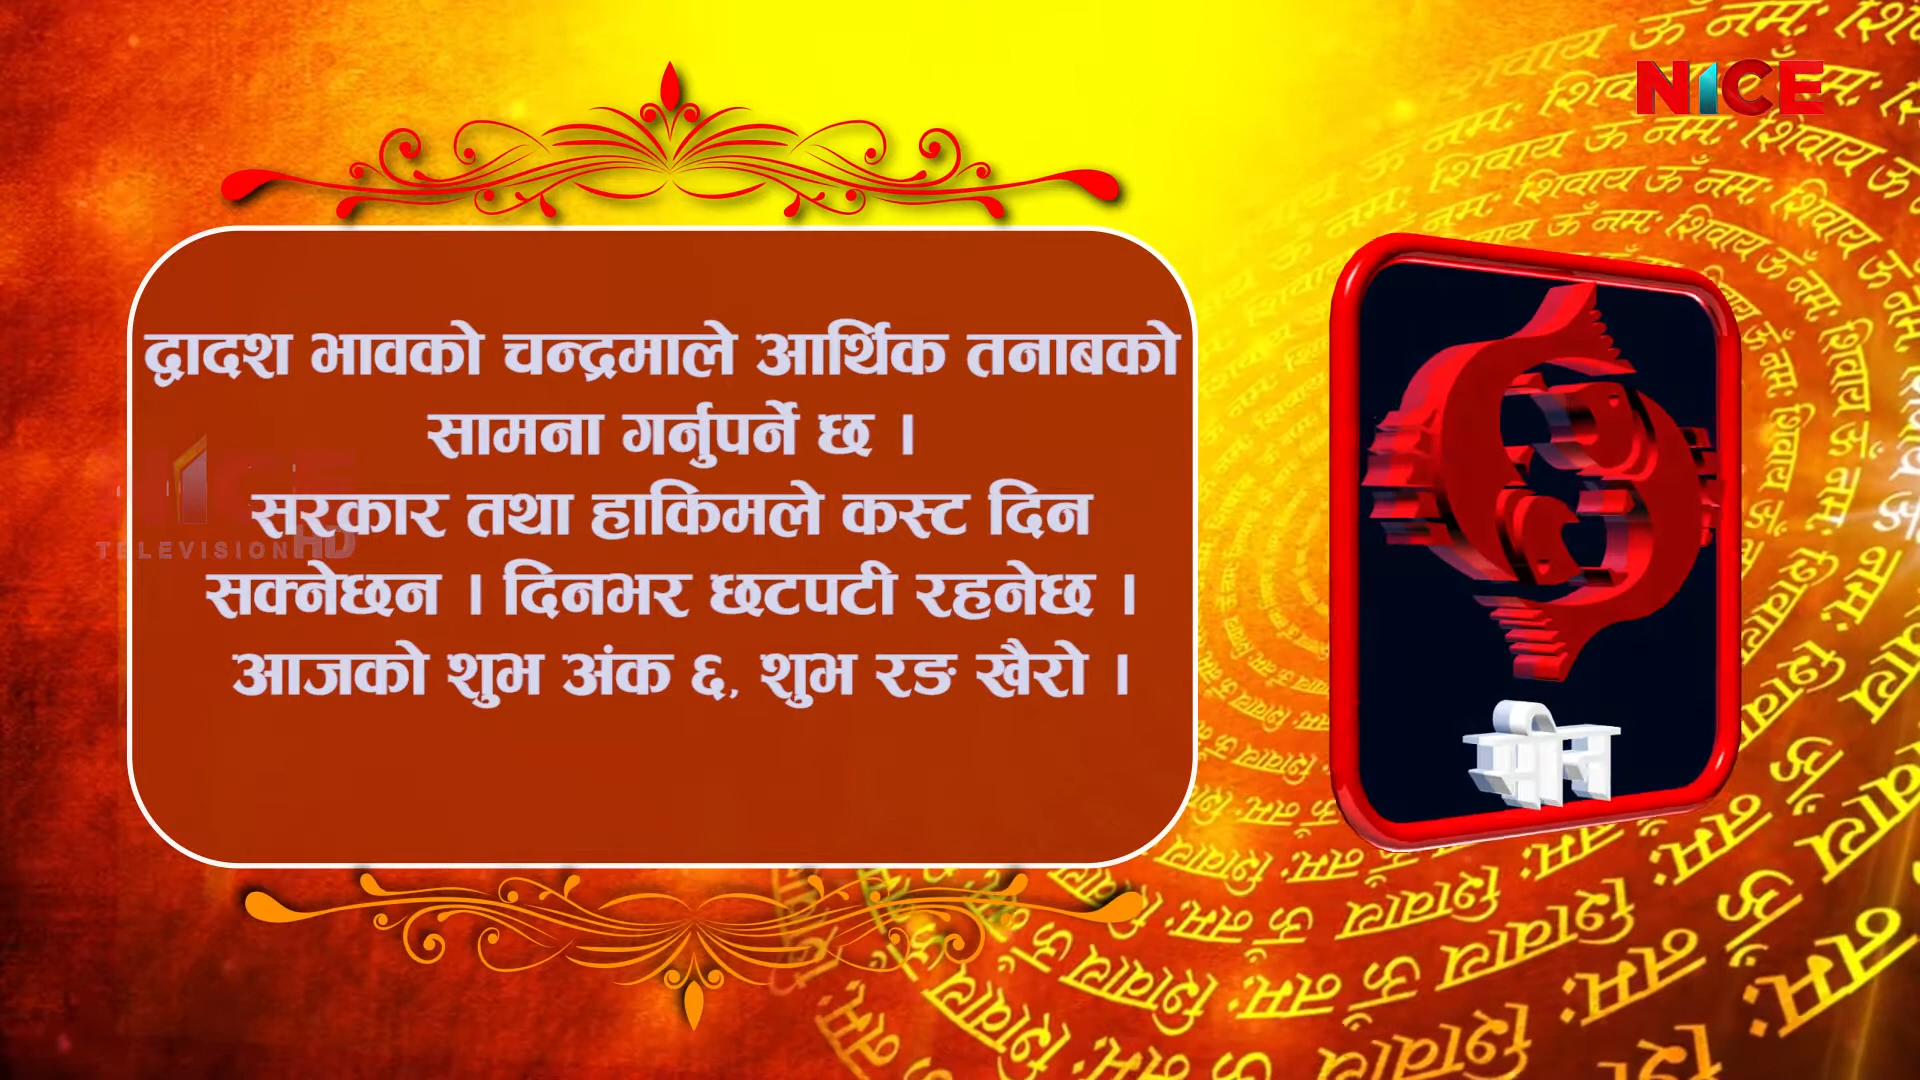 NICE
द्वादश भावको चन्द्रमाले आर्थिक तनाबको
सामना गर्नुपर्ने छ ।
सरकार तथा हाकिमले कस्ट दिन
सक्नेछन । दिनभर छटपटी रहनेछ ।
आजको शुभ अंक ६, शुभ रङ खैरो ।
TELEVISION HD
मीन
ॐ नमः शिवाय